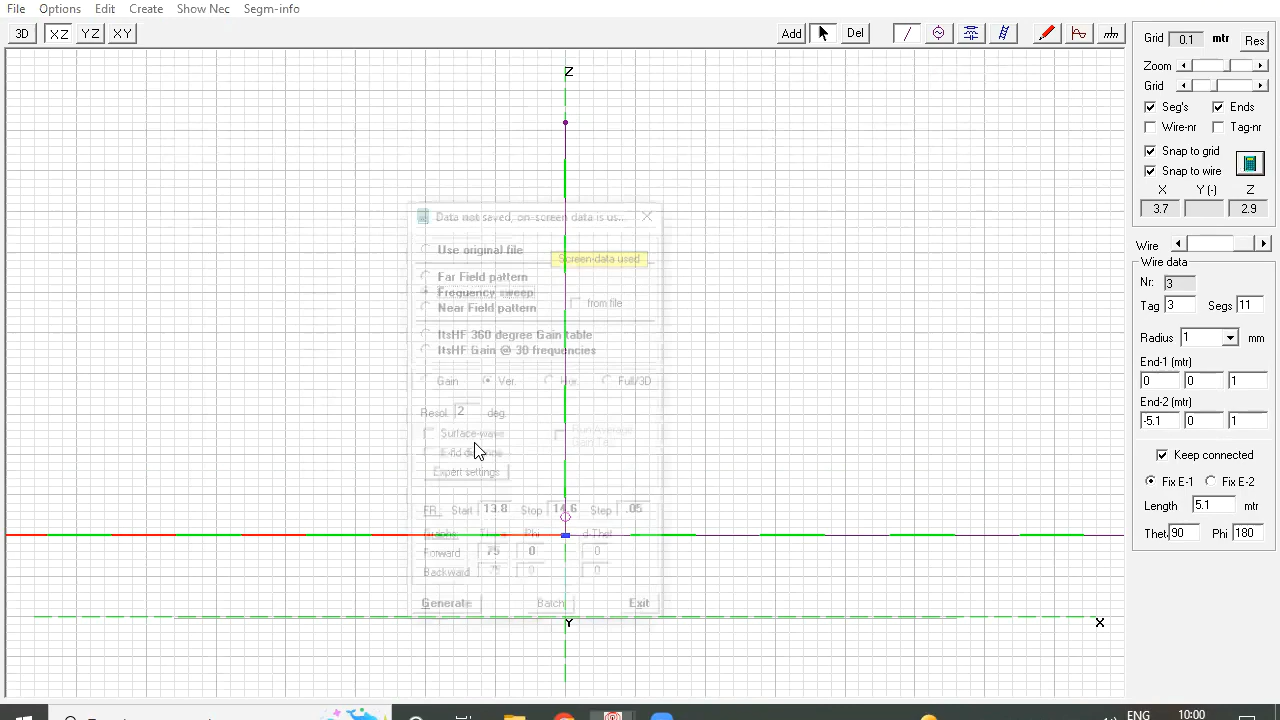 File Options Edit Create Show Nec Segm-info
3D XZ YZ XY Add Del
Grid 0.1 mtr Res
Zoom
Grid
Seg's Ends
Wire-nr Tag-nr
Snap to grid
Snap to wire
X Y (-) Z
3.7 2.9
Wire
Wire data
Nr. 3
Tag 3 Segs 11
Radius 1 mm
End-1 (mtr)
0 0 1
End-2 (mtr)
-5.1 0 1
Keep connected
Fix E-1 Fix E-2
Length 5.1 mtr
90 Phi
Z
Data not saved, on-screen data is us...
Use original file
Screen-data used
Far Field pattern
Frequency sweep
from file
Near Field pattern
ItsHF 360 degree Gain table
ItsHF Gain @ 30 frequencies
Gain Ver. Hor. Full/3D
Resol. 2 deg.
Surface-wave Run Average
Gain
Expert settings
FR: Start 13.8 Stop 14.6 Step .05
Forward 75 0 0
Backward 0
Generate Batch Exit
Y X
ENG 10:00